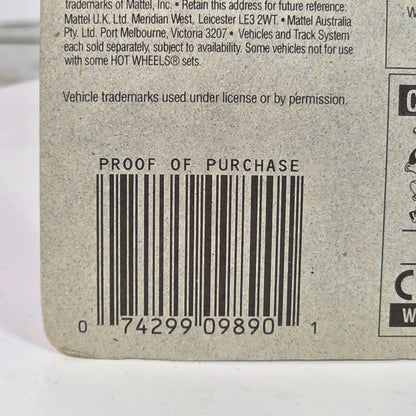 trademarks of Mattel, Inc. • Retain this address for future reference:
Mattel U.K. Ltd. Meridian West, Leicester LE3 2WT. • Mattel Australia
Pty. Ltd. Port Melbourne, Victoria 3207 • Vehicles and Track System
each sold separately, subject to availability. Some vehicles not for use
with some HOT WHEELS® sets.
Vehicle trademarks used under license or by permission.
PROOF OF PURCHASE
0 74299 09890 1